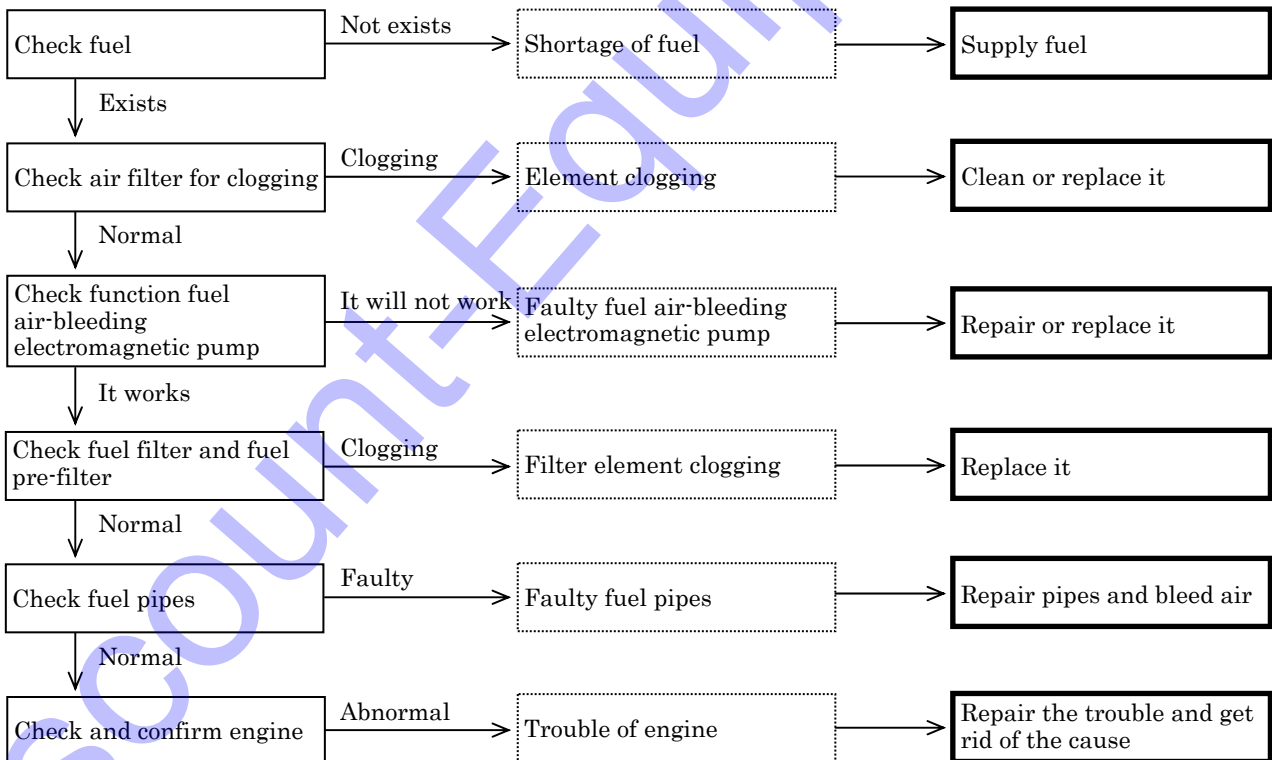 Check fuel
Not exists
Shortage of fuel
Supply fuel
Exists
Check air filter for clogging
Clogging
Element clogging
Clean or replace it
Normal
Check function fuel
air-bleeding
electromagnetic pump
It will not work
Faulty fuel air-bleeding
electromagnetic pump
Repair or replace it
It works
Check fuel filter and fuel
pre-filter
Clogging
Filter element clogging
Replace it
Normal
Check fuel pipes
Faulty
Faulty fuel pipes
Repair pipes and bleed air
Normal
Check and confirm engine
Abnormal
Trouble of engine
Repair the trouble and get
rid of the cause
scount-Equip